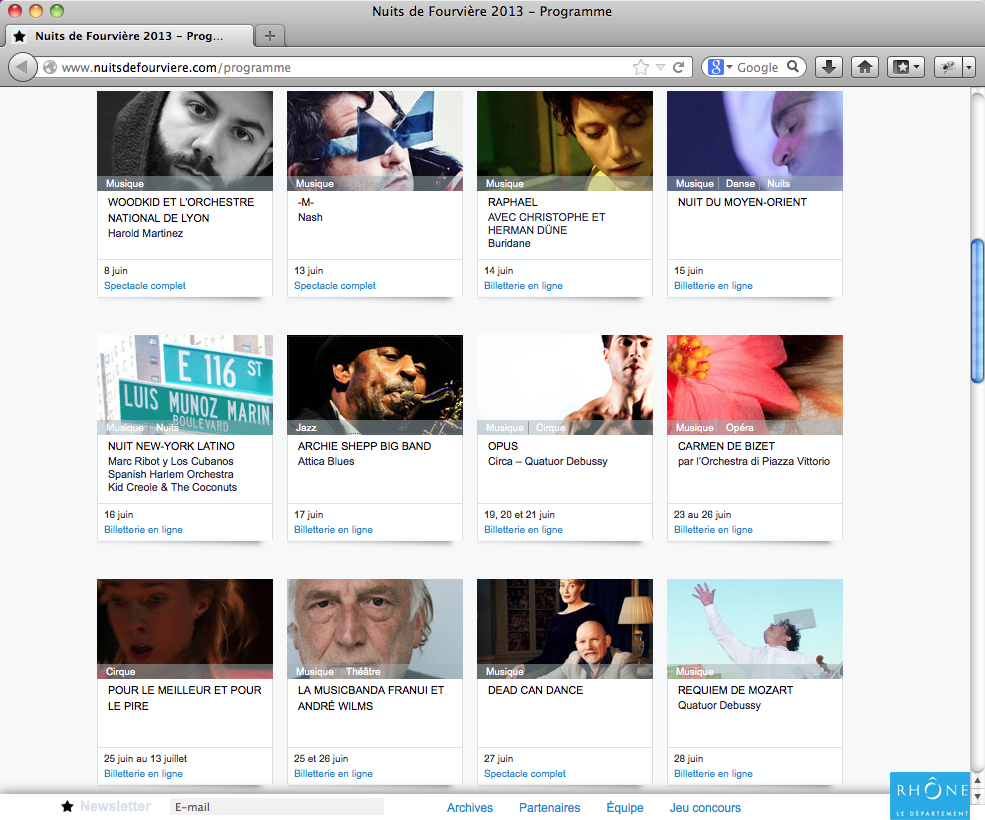 Nuits de Fourvière 2013 – Programme
Nuits de Fourvière 2013 – Prog...
www.nuitsdefourviere.com/programme
Google
Musique
WOODKID ET L'ORCHESTRE
NATIONAL DE LYON
Harold Martinez
8 juin
Spectacle complet
Musique
-M-
Nash
13 juin
Spectacle complet
Musique
RAPHAEL
AVEC CHRISTOPHE ET
HERMAN DÜNE
Buridane
14 juin
Billetterie en ligne
Musique Danse Nuits
NUIT DU MOYEN-ORIENT
15 juin
Billetterie en ligne
E 116 ST
LUIS MUNOZ MARIN
BOULEVARD
Musique Nuits
NUIT NEW-YORK LATINO
Marc Ribot y Los Cubanos
Spanish Harlem Orchestra
Kid Creole & The Coconuts
16 juin
Billetterie en ligne
Jazz
ARCHIE SHEPP BIG BAND
Attica Blues
17 juin
Billetterie en ligne
Musique Cirque
OPUS
Circa – Quatuor Debussy
19, 20 et 21 juin
Billetterie en ligne
Musique Opéra
CARMEN DE BIZET
par l'Orchestra di Piazza Vittorio
23 au 26 juin
Billetterie en ligne
Cirque
POUR LE MEILLEUR ET POUR
LE PIRE
25 juin au 13 juillet
Billetterie en ligne
Musique Théâtre
LA MUSICBANDA FRANUI ET
ANDRÉ WILMS
25 et 26 juin
Billetterie en ligne
Musique
DEAD CAN DANCE
27 juin
Spectacle complet
Musique
REQUIEM DE MOZART
Quatuor Debussy
28 juin
Billetterie en ligne
Newsletter
E-mail
Archives
Partenaires
Équipe
Jeu concours
RHÔNE
LE DÉPARTEMENT